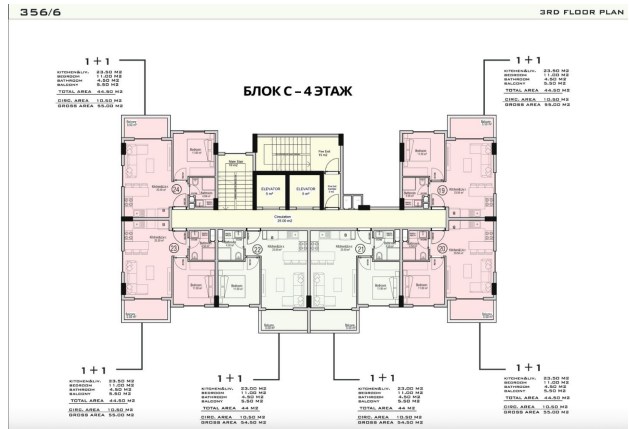 356/6
3RD FLOOR PLAN
БЛОК С – 4 ЭТАЖ
1 + 1
KITCHEN&LIV. 23.50 M2
BEDROOM 11.00 M2
BATHROOM 4.50 M2
BALCONY 5.50 M2
TOTAL AREA 44.50 M2
CIRC. AREA 10.50 M2
GROSS AREA 55.00 M2
1 + 1
KITCHEN&LIV. 23.50 M2
BEDROOM 11.00 M2
BATHROOM 4.50 M2
BALCONY 5.50 M2
TOTAL AREA 44.50 M2
CIRC. AREA 10.50 M2
GROSS AREA 55.00 M2
ELEVATOR
ELEVATOR
Circulation
24
19
23
22
21
20
1 + 1
KITCHEN&LIV. 23.50 M2
BEDROOM 11.00 M2
BATHROOM 4.50 M2
BALCONY 5.50 M2
TOTAL AREA 44.50 M2
CIRC. AREA 10.50 M2
GROSS AREA 55.00 M2
1 + 1
KITCHEN&LIV. 23.00 M2
BEDROOM 11.00 M2
BATHROOM 4.50 M2
BALCONY 5.50 M2
TOTAL AREA 44 M2
CIRC. AREA 10.50 M2
GROSS AREA 54.50 M2
1 + 1
KITCHEN&LIV. 23.00 M2
BEDROOM 11.00 M2
BATHROOM 4.50 M2
BALCONY 5.50 M2
TOTAL AREA 44 M2
CIRC. AREA 10.50 M2
GROSS AREA 54.50 M2
1 + 1
KITCHEN&LIV. 23.50 M2
BEDROOM 11.00 M2
BATHROOM 4.50 M2
BALCONY 5.50 M2
TOTAL AREA 44.50 M2
CIRC. AREA 10.50 M2
GROSS AREA 55.00 M2